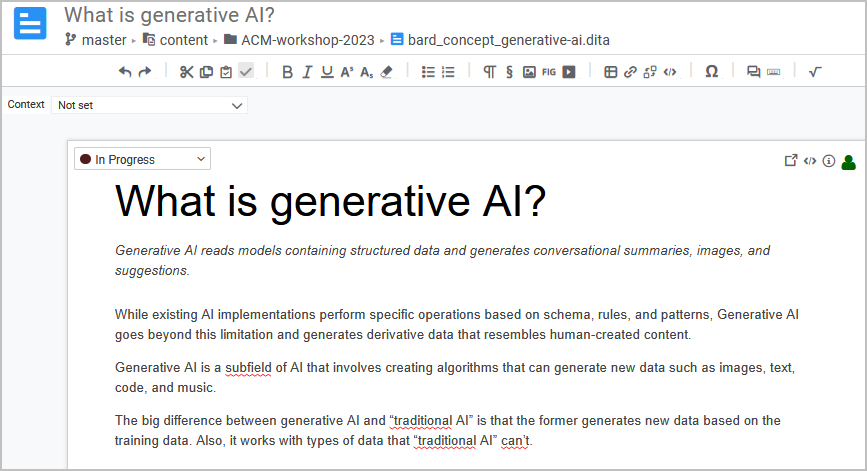 What is generative AI?
master content ACM-workshop-2023 bard_concept_generative-ai.dita
B I U A S A S ¶ § FIG Ω √
Context Not set
In Progress
What is generative AI?
Generative AI reads models containing structured data and generates conversational summaries, images, and
suggestions.
While existing AI implementations perform specific operations based on schema, rules, and patterns, Generative AI
goes beyond this limitation and generates derivative data that resembles human-created content.
Generative AI is a subfield of AI that involves creating algorithms that can generate new data such as images, text,
code, and music.
The big difference between generative AI and “traditional AI” is that the former generates new data based on the
training data. Also, it works with types of data that “traditional AI” can’t.